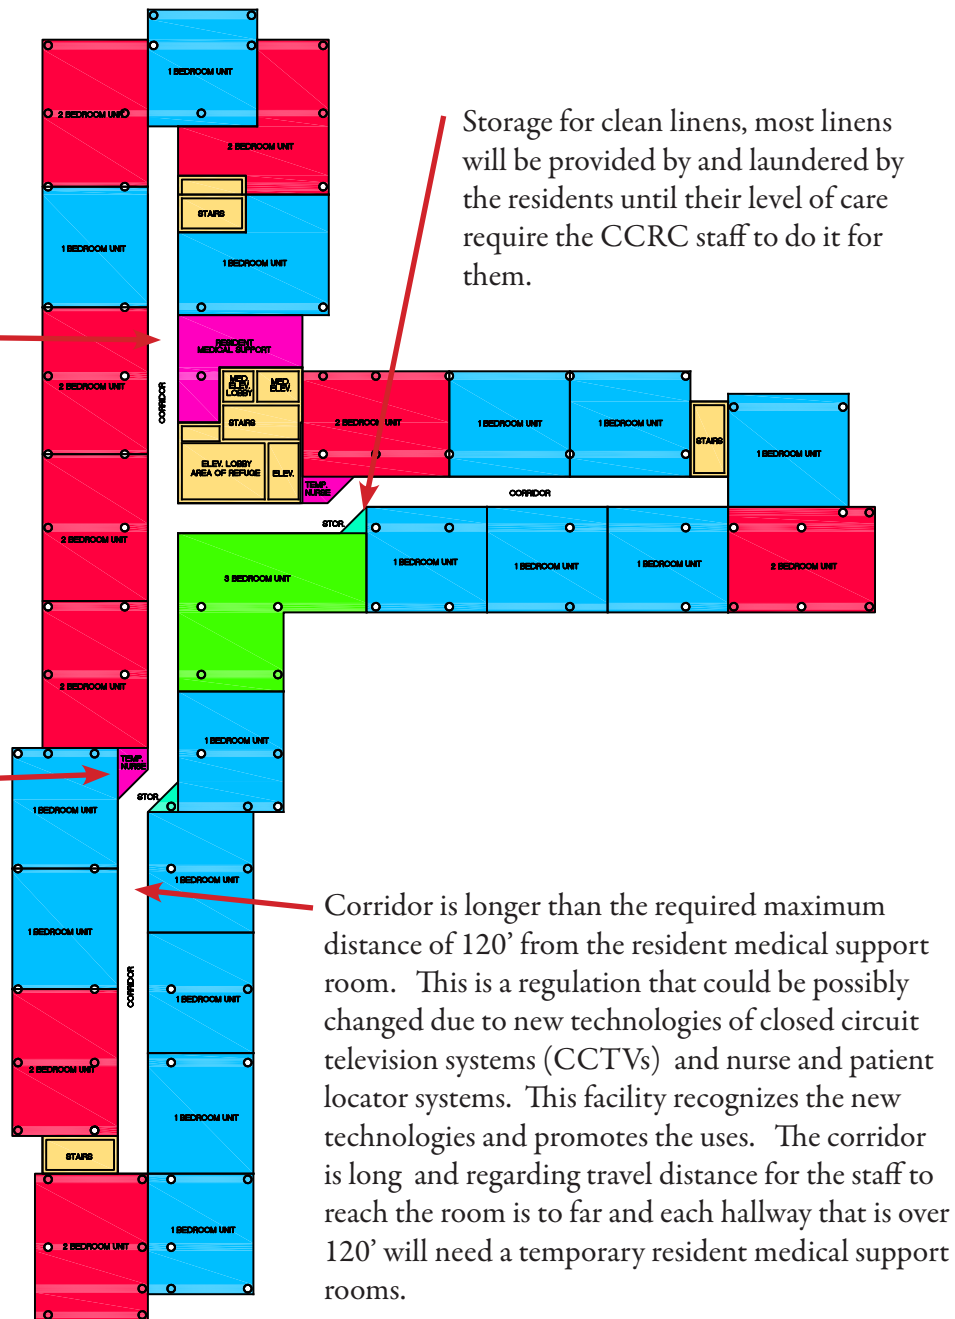 1 BEDROOM UNIT
2 BEDROOM UNIT
2 BEDROOM UNIT
STAIRS
1 BEDROOM UNIT
1 BEDROOM UNIT
RESIDENT
MEDICAL SUPPORT
MED.
ELEV.
LOBBY
MED.
ELEV.
2 BEDROOM UNIT
CORRIDOR
STAIRS
2 BEDROOM UNIT
1 BEDROOM UNIT
1 BEDROOM UNIT
STAIRS
1 BEDROOM UNIT
ELEV. LOBBY
AREA OF REFUGE
ELEV.
TEMP.
NURSE
CORRIDOR
STOR.
2 BEDROOM UNIT
3 BEDROOM UNIT
1 BEDROOM UNIT
1 BEDROOM UNIT
1 BEDROOM UNIT
2 BEDROOM UNIT
2 BEDROOM UNIT
1 BEDROOM UNIT
TEMP.
NURSE
STOR.
1 BEDROOM UNIT
1 BEDROOM UNIT
1 BEDROOM UNIT
CORRIDOR
1 BEDROOM UNIT
2 BEDROOM UNIT
1 BEDROOM UNIT
STAIRS
1 BEDROOM UNIT
2 BEDROOM UNIT
Storage for clean linens, most linens
will be provided by and laundered by
the residents until their level of care
require the CCRC staff to do it for
them.
Corridor is longer than the required maximum
distance of 120’ from the resident medical support
room.   This is a regulation that could be possibly
changed due to new technologies of closed circuit
television systems (CCTVs)  and nurse and patient
locator systems.  This facility recognizes the new
technologies and promotes the uses.   The corridor
is long  and regarding travel distance for the staff to
reach the room is to far and each hallway that is over
120’ will need a temporary resident medical support
rooms.